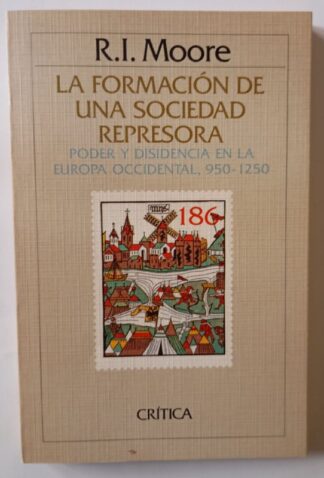 R.I. Moore
LA FORMACIÓN DE
UNA SOCIEDAD
REPRESORA
PODER Y DISIDENCIA EN LA
EUROPA OCCIDENTAL, 950-1250
186
CRÍTICA